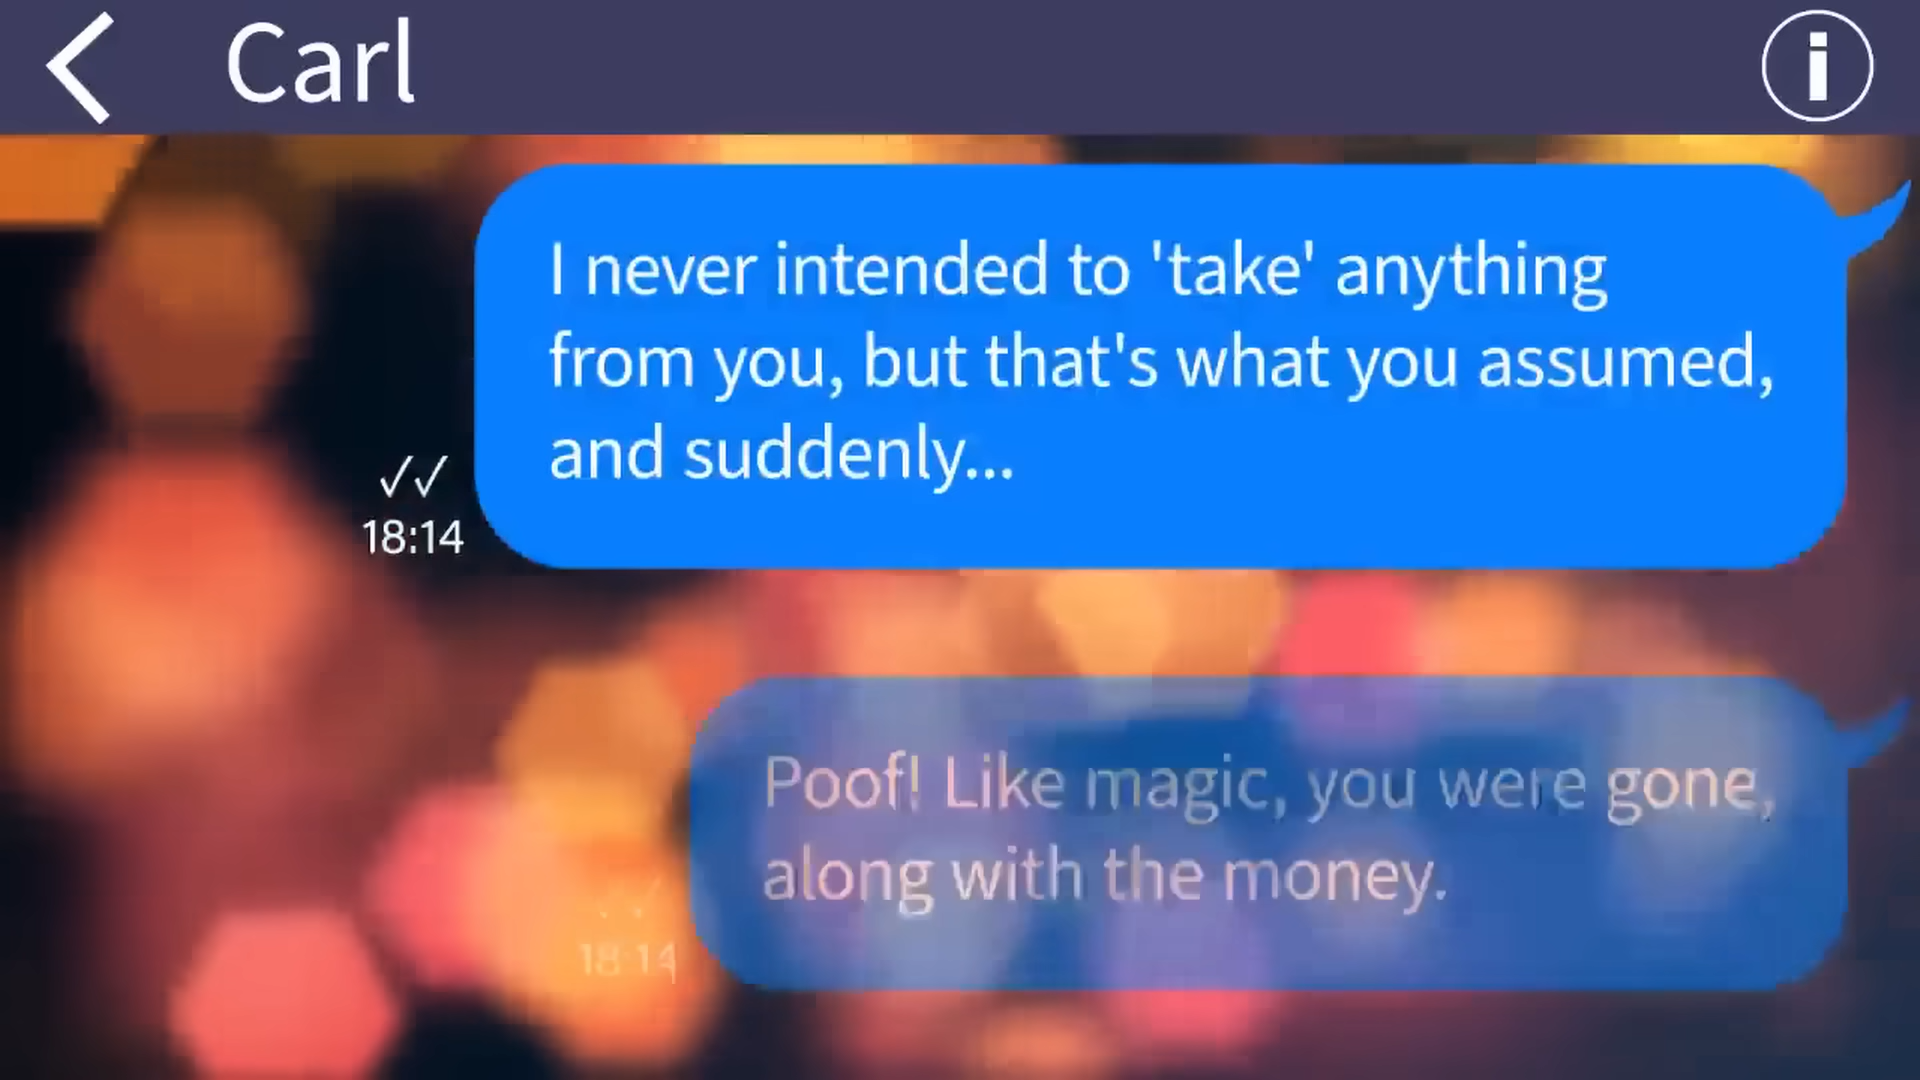 Carl
I never intended to 'take' anything
from you, but that's what you assumed,
and suddenly...
18:14
Poof! Like magic, you were gone,
along with the money.
18:14